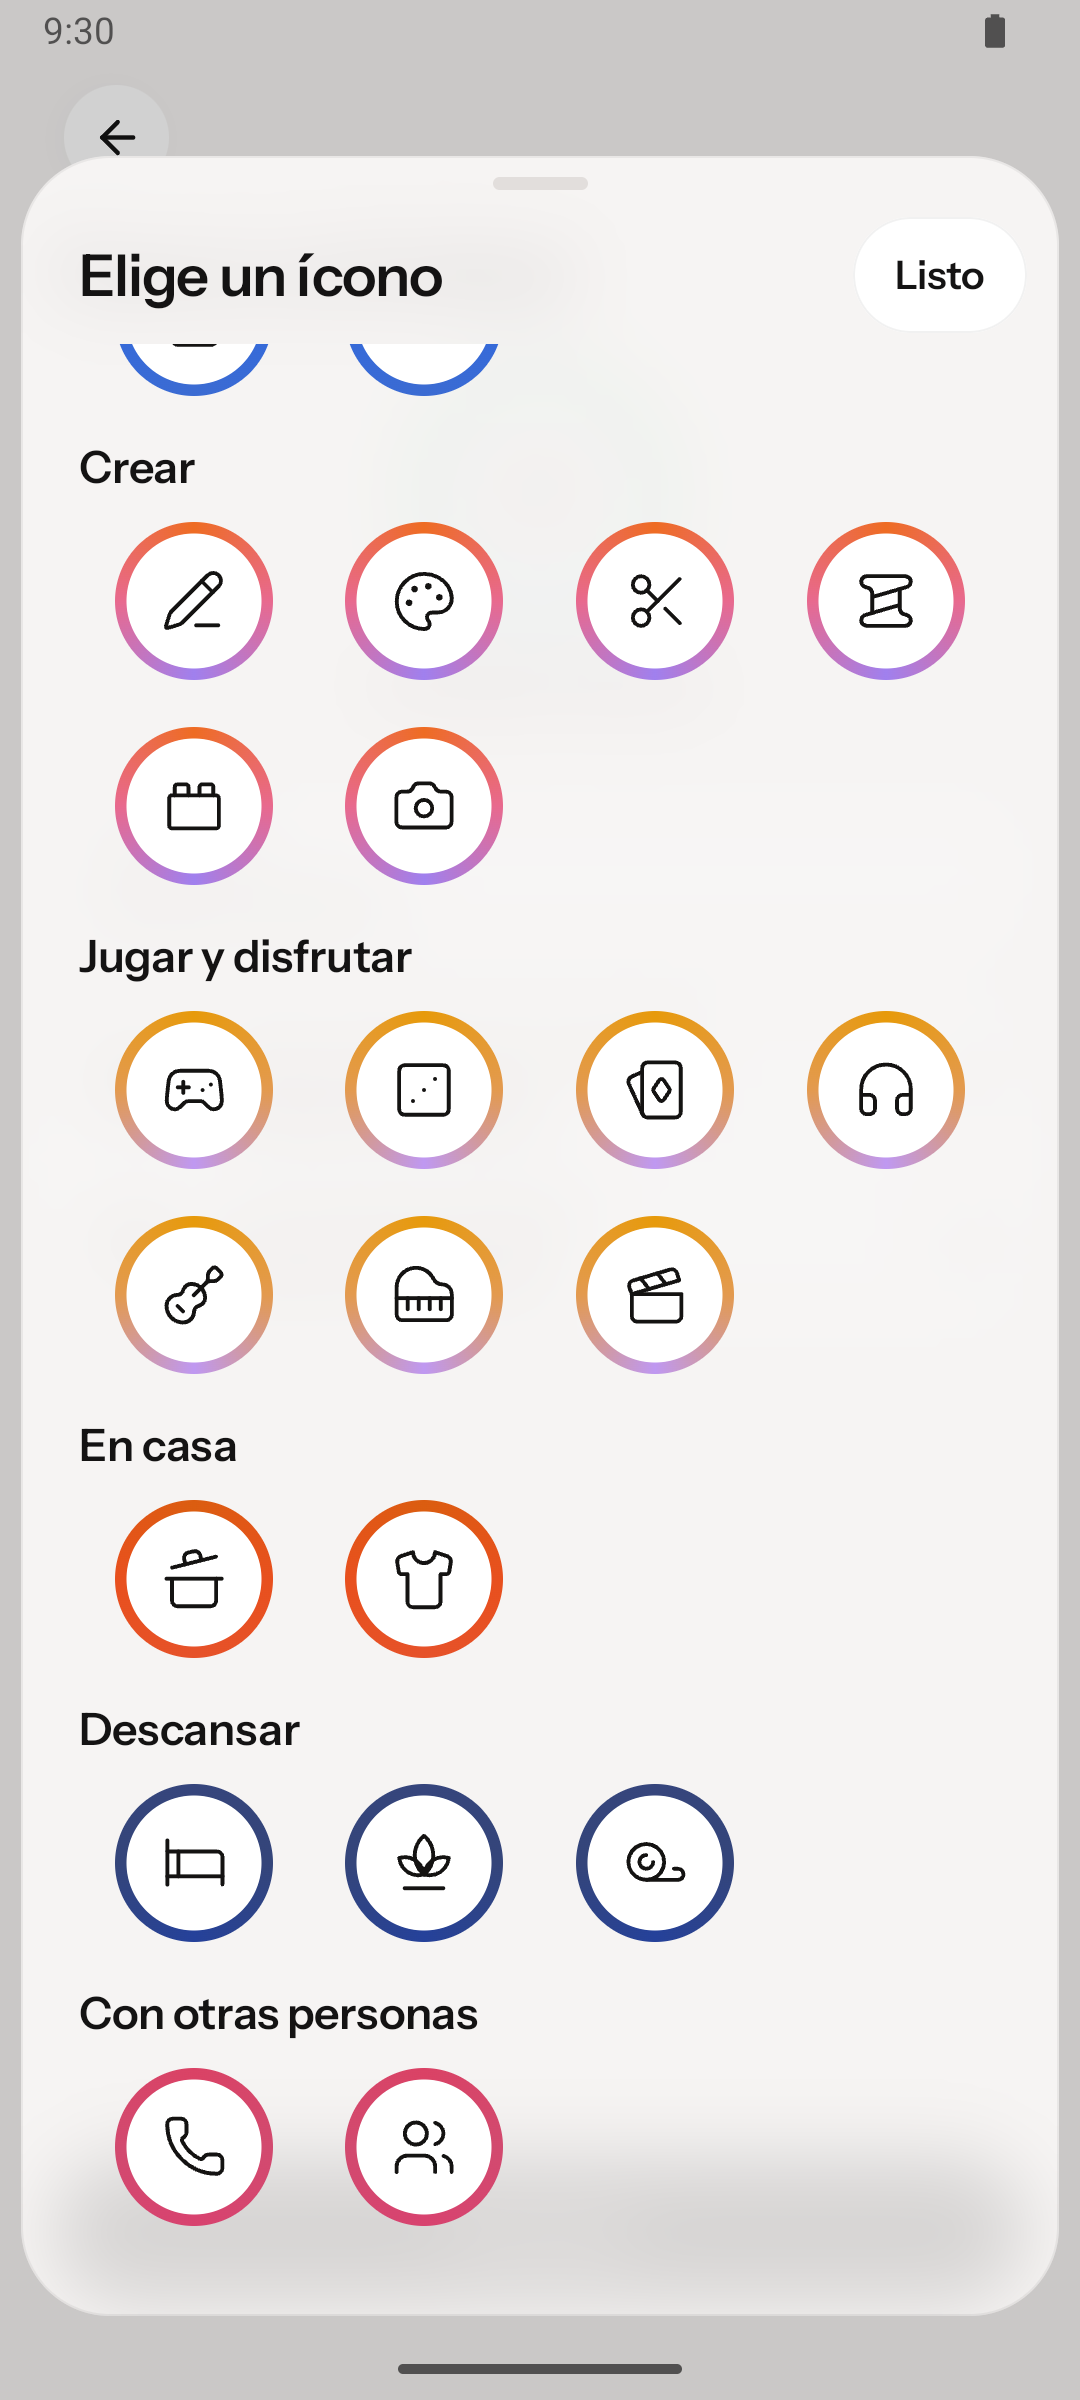 9:30
Elige un ícono
Listo
Crear
Jugar y disfrutar
En casa
Descansar
Con otras personas